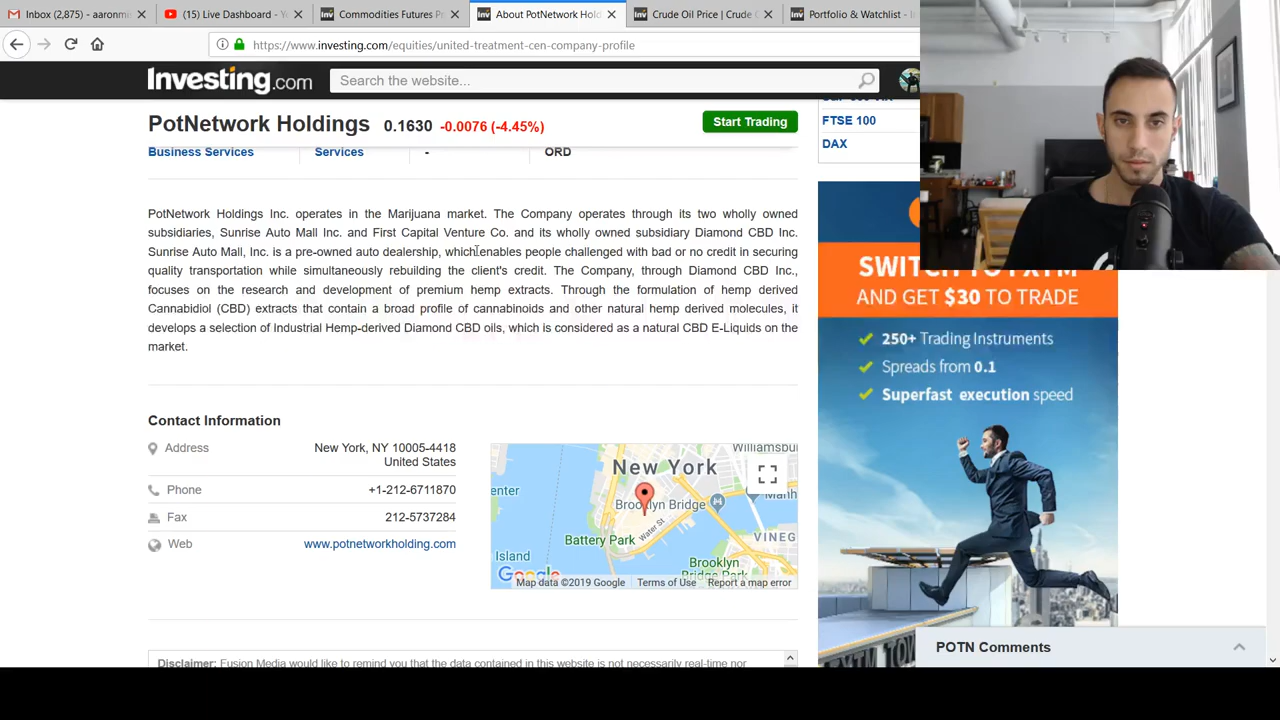 Inbox (2,875) - aaronm
(15) Live Dashboard - Y
Commodities Futures P
About PotNetwork Hold
Crude Oil Price | Crude
Portfolio & Watchlist - In
https://www.investing.com/equities/united-treatment-cen-company-profile
Investing.com
Search the website...
PotNetwork Holdings 0.1630 -0.0076 (-4.45%)
Start Trading
FTSE 100
DAX
Business Services Services - ORD
PotNetwork Holdings Inc. operates in the Marijuana market. The Company operates through its two wholly owned
subsidiaries, Sunrise Auto Mall Inc. and First Capital Venture Co. and its wholly owned subsidiary Diamond CBD Inc.
Sunrise Auto Mall, Inc. is a pre-owned auto dealership, which enables people challenged with bad or no credit in securing
quality transportation while simultaneously rebuilding the client's credit. The Company, through Diamond CBD Inc.,
focuses on the research and development of premium hemp extracts. Through the formulation of hemp derived
Cannabidiol (CBD) extracts that contain a broad profile of cannabinoids and other natural hemp derived molecules, it
develops a selection of Industrial Hemp-derived Diamond CBD oils, which is considered as a natural CBD E-Liquids on the
market.
Contact Information
Address New York, NY 10005-4418
United States
Phone +1-212-6711870
Fax 212-5737284
Web www.potnetworkholding.com
Williamsbu
New York
enter
Brooklyn Bridge
Manh
Water St
Battery Park
VINEG
Island
Brooklyn
Bridge Park
Google
Map data ©2019 Google Terms of Use Report a map error
Disclaimer: Fusion Media would like to remind you that the data contained in this website is not necessarily real-time nor
SWITCH TO FXTM
AND GET $30 TO TRADE
250+ Trading Instruments
Spreads from 0.1
Superfast execution speed
POTN Comments